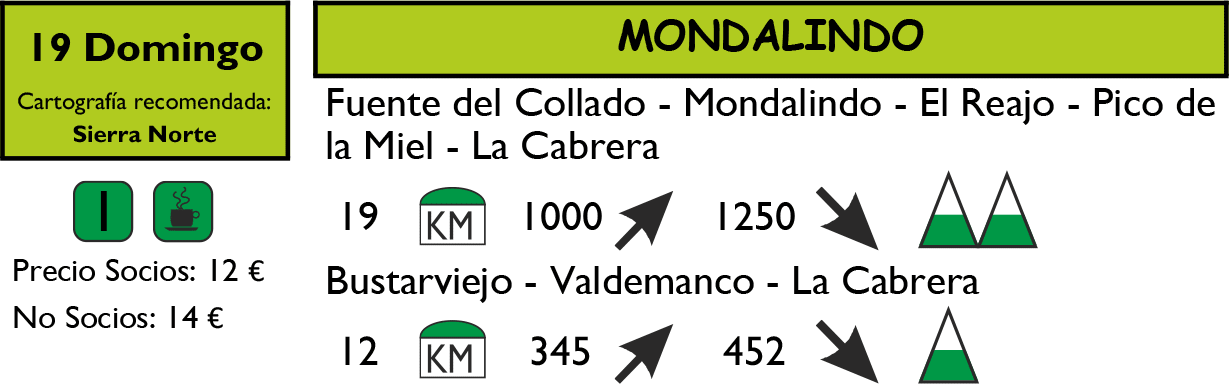 19 Domingo
Cartografía recomendada:
Sierra Norte
I
Precio Socios: 12 €
No Socios: 14 €
MONDALINDO
Fuente del Collado - Mondalindo - El Reajo - Pico de
la Miel - La Cabrera
19 KM 1000 1250
Bustarviejo - Valdemanco - La Cabrera
12 KM 345 452